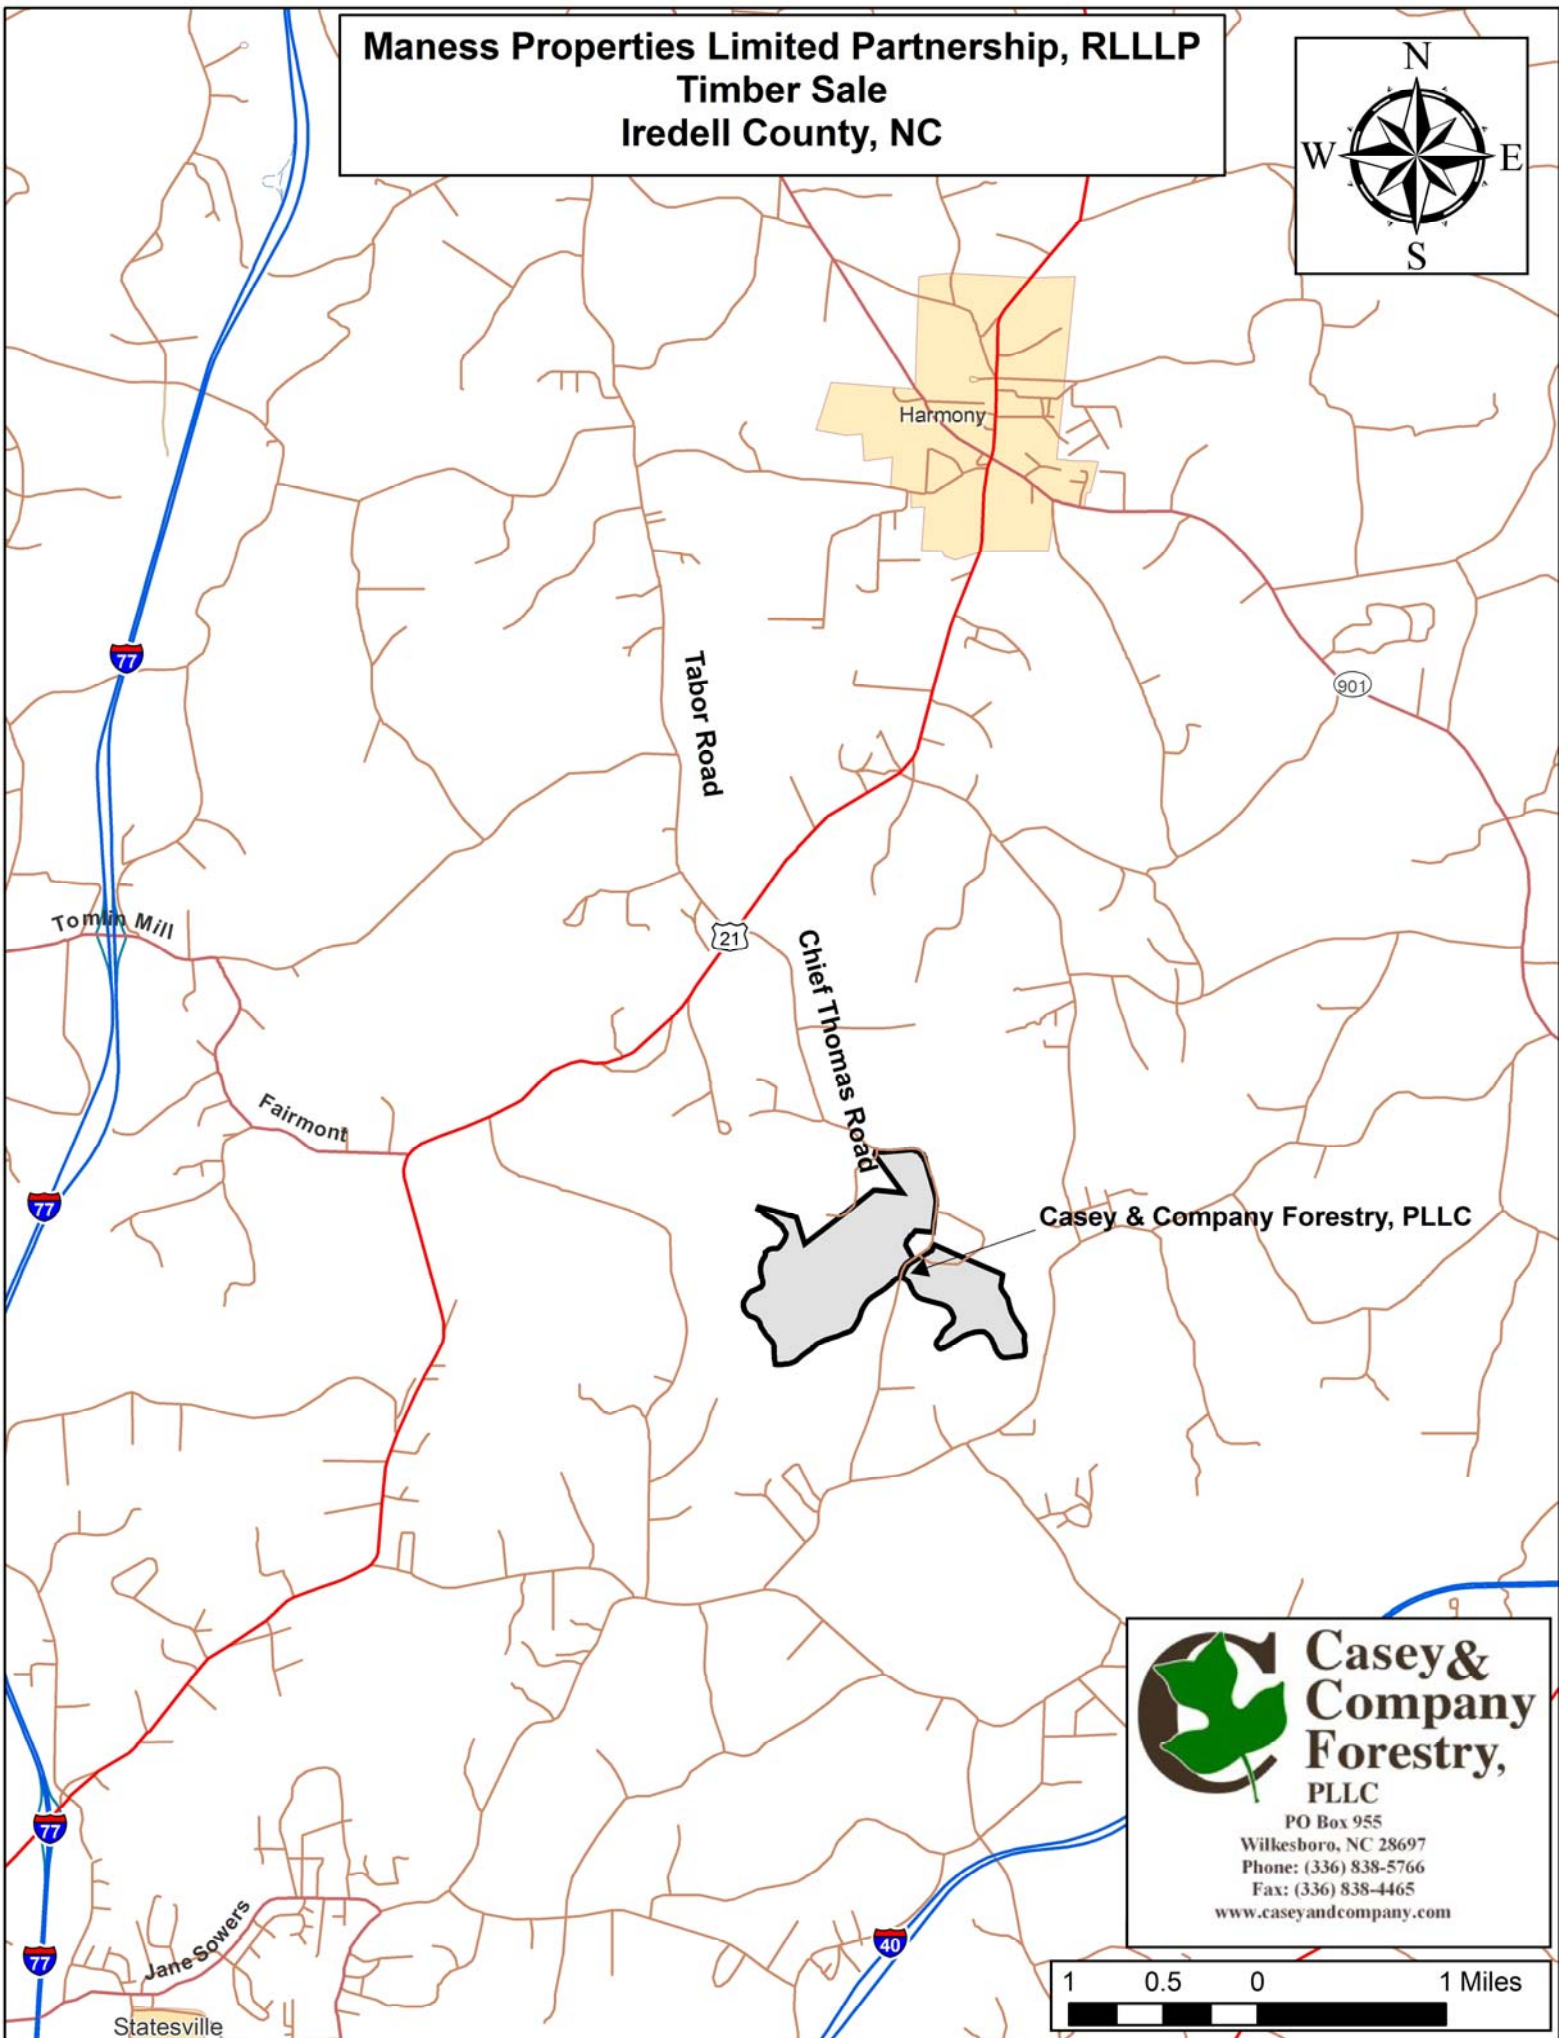 Maness Properties Limited Partnership, RLLLP
Timber Sale
Iredell County, NC
N
W E
S
Harmony
77
Tabor Road
901
Tomlin Mill
21
Chief Thomas Road
Fairmont
77
Casey & Company Forestry, PLLC
Casey &
Company
Forestry,
PLLC
PO Box 955
Wilkesboro, NC 28697
Phone: (336) 838-5766
Fax: (336) 838-4465
www.caseyandcompany.com
77
Jane Sowers
40
77
1 0.5 0 1 Miles
Statesville